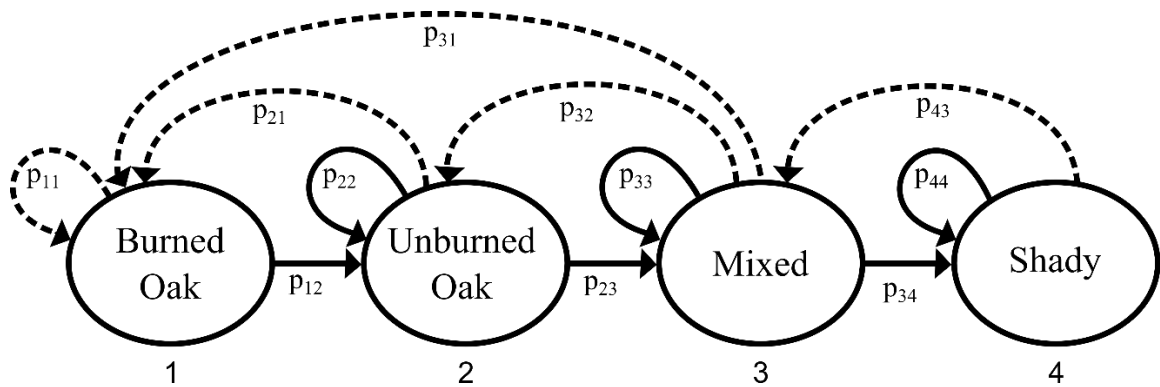 p31
p21
p32
p43
p11
p22
p33
p44
Burned
Oak
Unburned
Oak
Mixed
Shady
p12
p23
p34
1
2
3
4